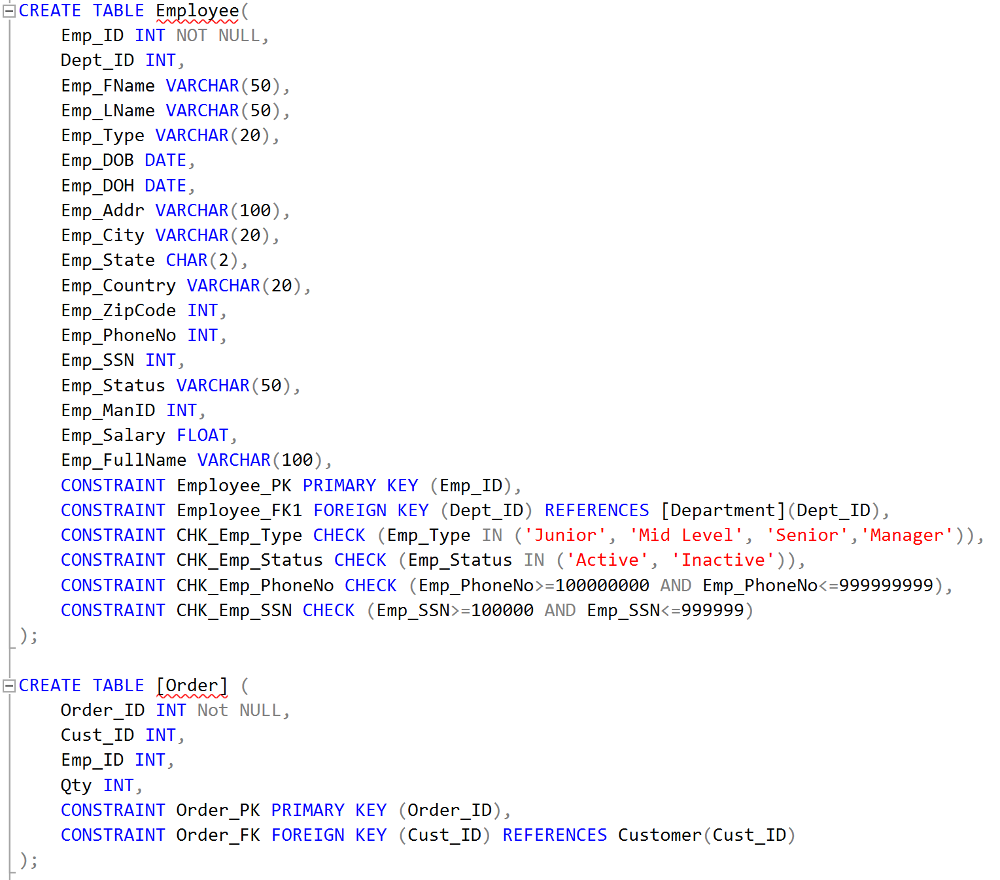 CREATE TABLE Employee(
    Emp_ID INT NOT NULL,
    Dept_ID INT,
    Emp_FName VARCHAR(50),
    Emp_LName VARCHAR(50),
    Emp_Type VARCHAR(20),
    Emp_DOB DATE,
    Emp_DOH DATE,
    Emp_Addr VARCHAR(100),
    Emp_City VARCHAR(20),
    Emp_State CHAR(2),
    Emp_Country VARCHAR(20),
    Emp_ZipCode INT,
    Emp_PhoneNo INT,
    Emp_SSN INT,
    Emp_Status VARCHAR(50),
    Emp_ManID INT,
    Emp_Salary FLOAT,
    Emp_FullName VARCHAR(100),
    CONSTRAINT Employee_PK PRIMARY KEY (Emp_ID),
    CONSTRAINT Employee_FK1 FOREIGN KEY (Dept_ID) REFERENCES [Department](Dept_ID),
    CONSTRAINT CHK_Emp_Type CHECK (Emp_Type IN ('Junior', 'Mid Level', 'Senior','Manager')),
    CONSTRAINT CHK_Emp_Status CHECK (Emp_Status IN ('Active', 'Inactive')),
    CONSTRAINT CHK_Emp_PhoneNo CHECK (Emp_PhoneNo>=100000000 AND Emp_PhoneNo<=999999999),
    CONSTRAINT CHK_Emp_SSN CHECK (Emp_SSN>=100000 AND Emp_SSN<=999999)
);

CREATE TABLE [Order] (
    Order_ID INT Not NULL,
    Cust_ID INT,
    Emp_ID INT,
    Qty INT,
    CONSTRAINT Order_PK PRIMARY KEY (Order_ID),
    CONSTRAINT Order_FK FOREIGN KEY (Cust_ID) REFERENCES Customer(Cust_ID)
);